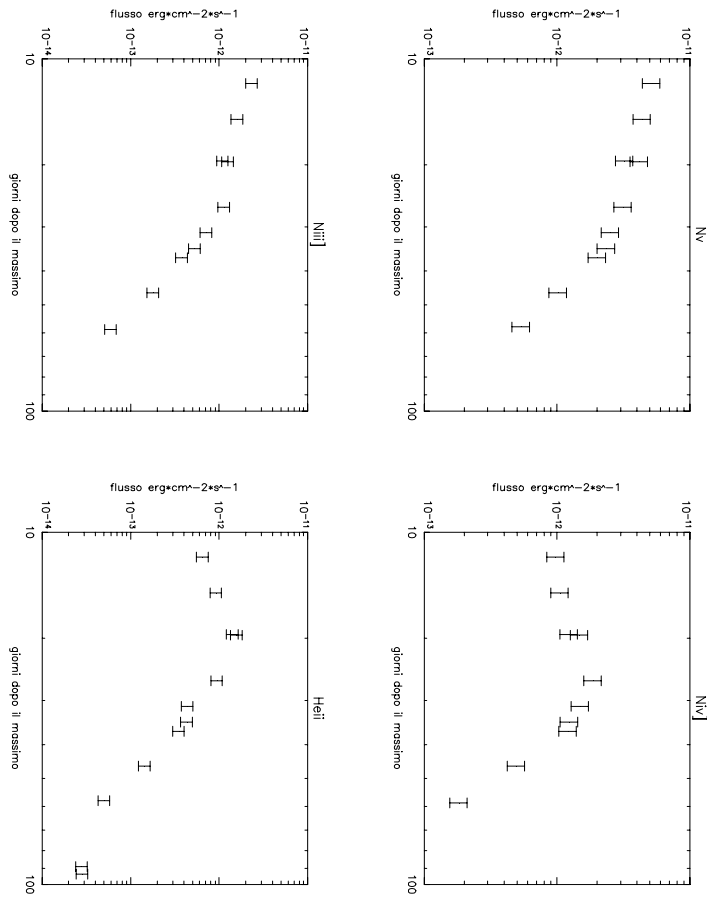 Nv
flusso erg*cm^-2*s^-1
10-11
10-12
10-13
10
100
giorni dopo il massimo
Niv]
flusso erg*cm^-2*s^-1
10-11
10-12
10-13
10
100
giorni dopo il massimo
Niii]
flusso erg*cm^-2*s^-1
10-11
10-12
10-13
10-14
10
100
giorni dopo il massimo
Heii
flusso erg*cm^-2*s^-1
10-11
10-12
10-13
10-14
10
100
giorni dopo il massimo